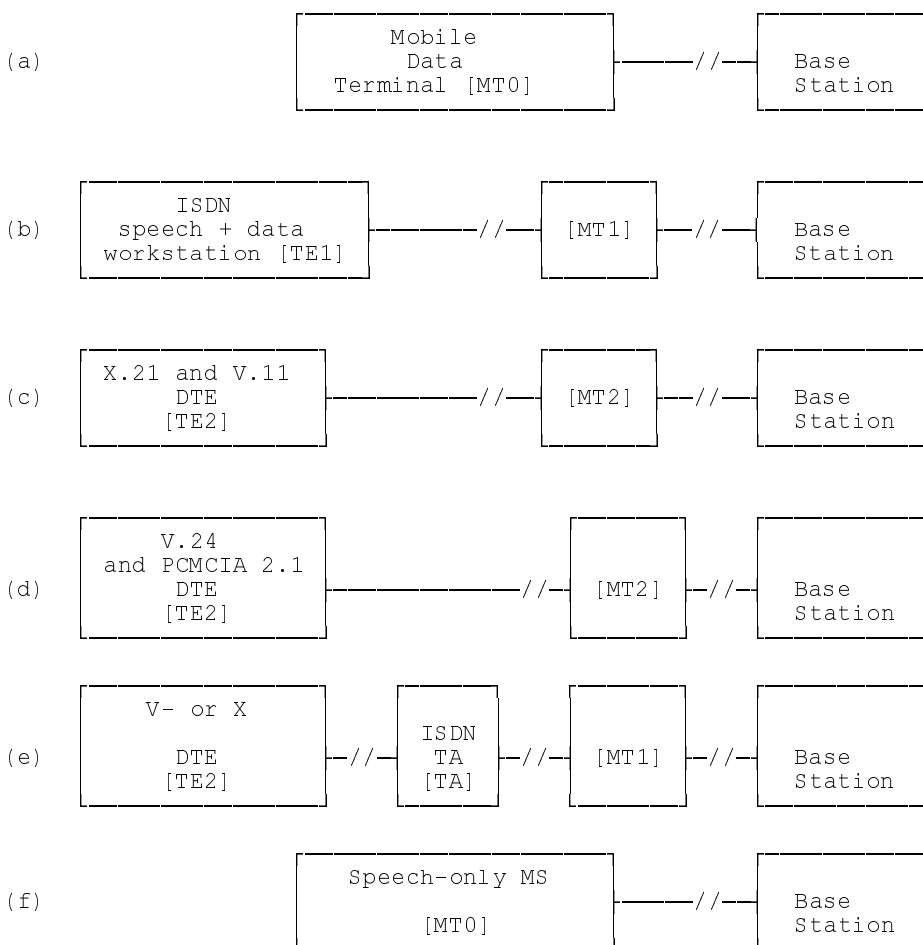 Mobile
(a) Data Base
Terminal [MT0] Station
ISDN
(b) speech + data [MT1] Base
workstation [TE1] Station
X.21 and V.11
(c) DTE [MT2] Base
[TE2] Station
V.24
and PCMCIA 2.1
(d) DTE [MT2] Base
[TE2] Station
V- or X
ISDN
(e) DTE TA [MT1] Base
[TE2] [TA] Station
Speech-only MS
(f) Base
[MT0] Station